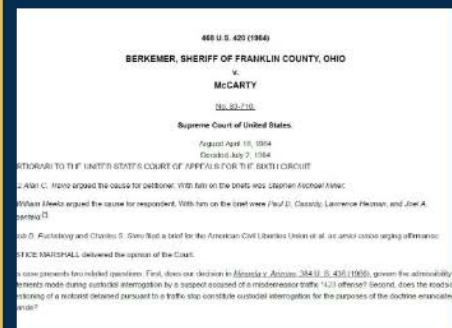 468 U.S. 420 (1984)
BERKEMER, SHERIFF OF FRANKLIN COUNTY, OHIO
v.
McCARTY
No. 83-710.
Supreme Court of United States.
Argued April 18, 1984
Decided July 2, 1984
RTIORARI TO THE UNITED STATES COURT OF APPEALS FOR THE SIXTH CIRCUIT
Alan C. Travis argued the cause for petitioner. With him on the briefs was Stephen Michael Miller.
William Meeks argued the cause for respondent. With him on the brief were Paul D. Cassidy, Lawrence Herman, and Joel A.
D. Fuchsberg and Charles S. Sims filed a brief for the American Civil Liberties Union et al. as amici curiae urging affirmance.
STICE MARSHALL delivered the opinion of the Court.
s case presents two related questions: First, does our decision in Miranda v. Arizona, 384 U. S. 436 (1966), govern the admissibility
tements made during custodial interrogation by a suspect accused of a misdemeanor traffic *423 offense? Second, does the roadsi
estioning of a motorist detained pursuant to a traffic stop constitute custodial interrogation for the purposes of the doctrine enunciated